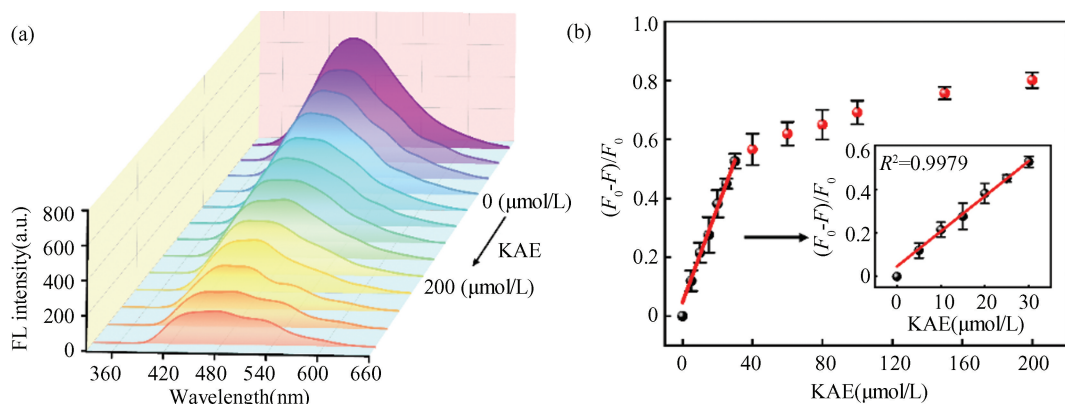 (a)
0 (μmol/L)
KAE
200 (μmol/L)
800
600
400
200
0
FL intensity(a.u.)
360 420 480 540 600 660
Wavelength(nm)
(b)
1.0
0.8
0.6
0.4
0.2
0
(F₀-F)/F₀
0 40 80 120 160 200
KAE(μmol/L)
R²=0.9979
0.6
0.4
0.2
0
(F₀-F)/F₀
0 10 20 30
KAE(μmol/L)